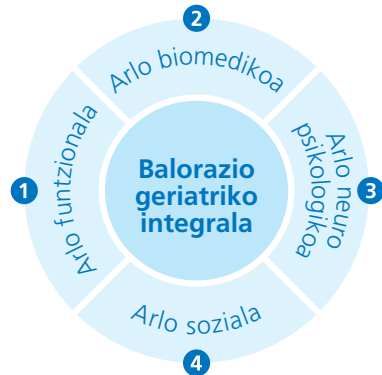 2
Arlo biomedikoa
1
Arlo funtzionala
Balorazio
geriatriko
integrala
Arlo neuro
psikologikoa
3
Arlo soziala
4